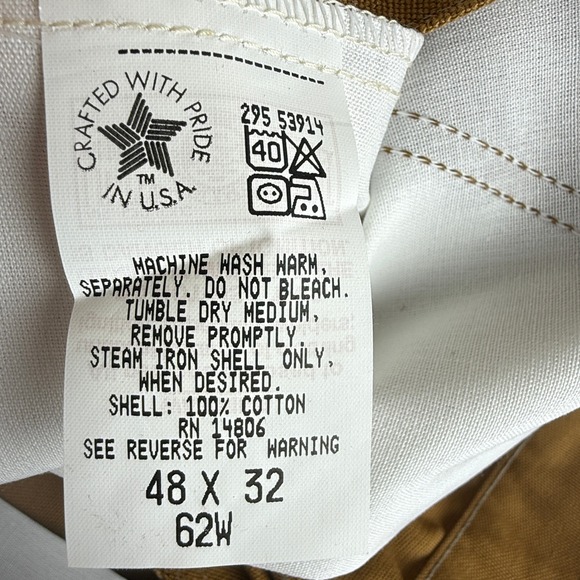 CRAFTED WITH PRIDE
TM
IN U.S.A.
295 53914
40
MACHINE WASH WARM,
SEPARATELY. DO NOT BLEACH.
TUMBLE DRY MEDIUM,
REMOVE PROMPTLY.
STEAM IRON SHELL ONLY,
WHEN DESIRED.
SHELL: 100% COTTON
RN 14806
SEE REVERSE FOR WARNING
48 X 32
62W